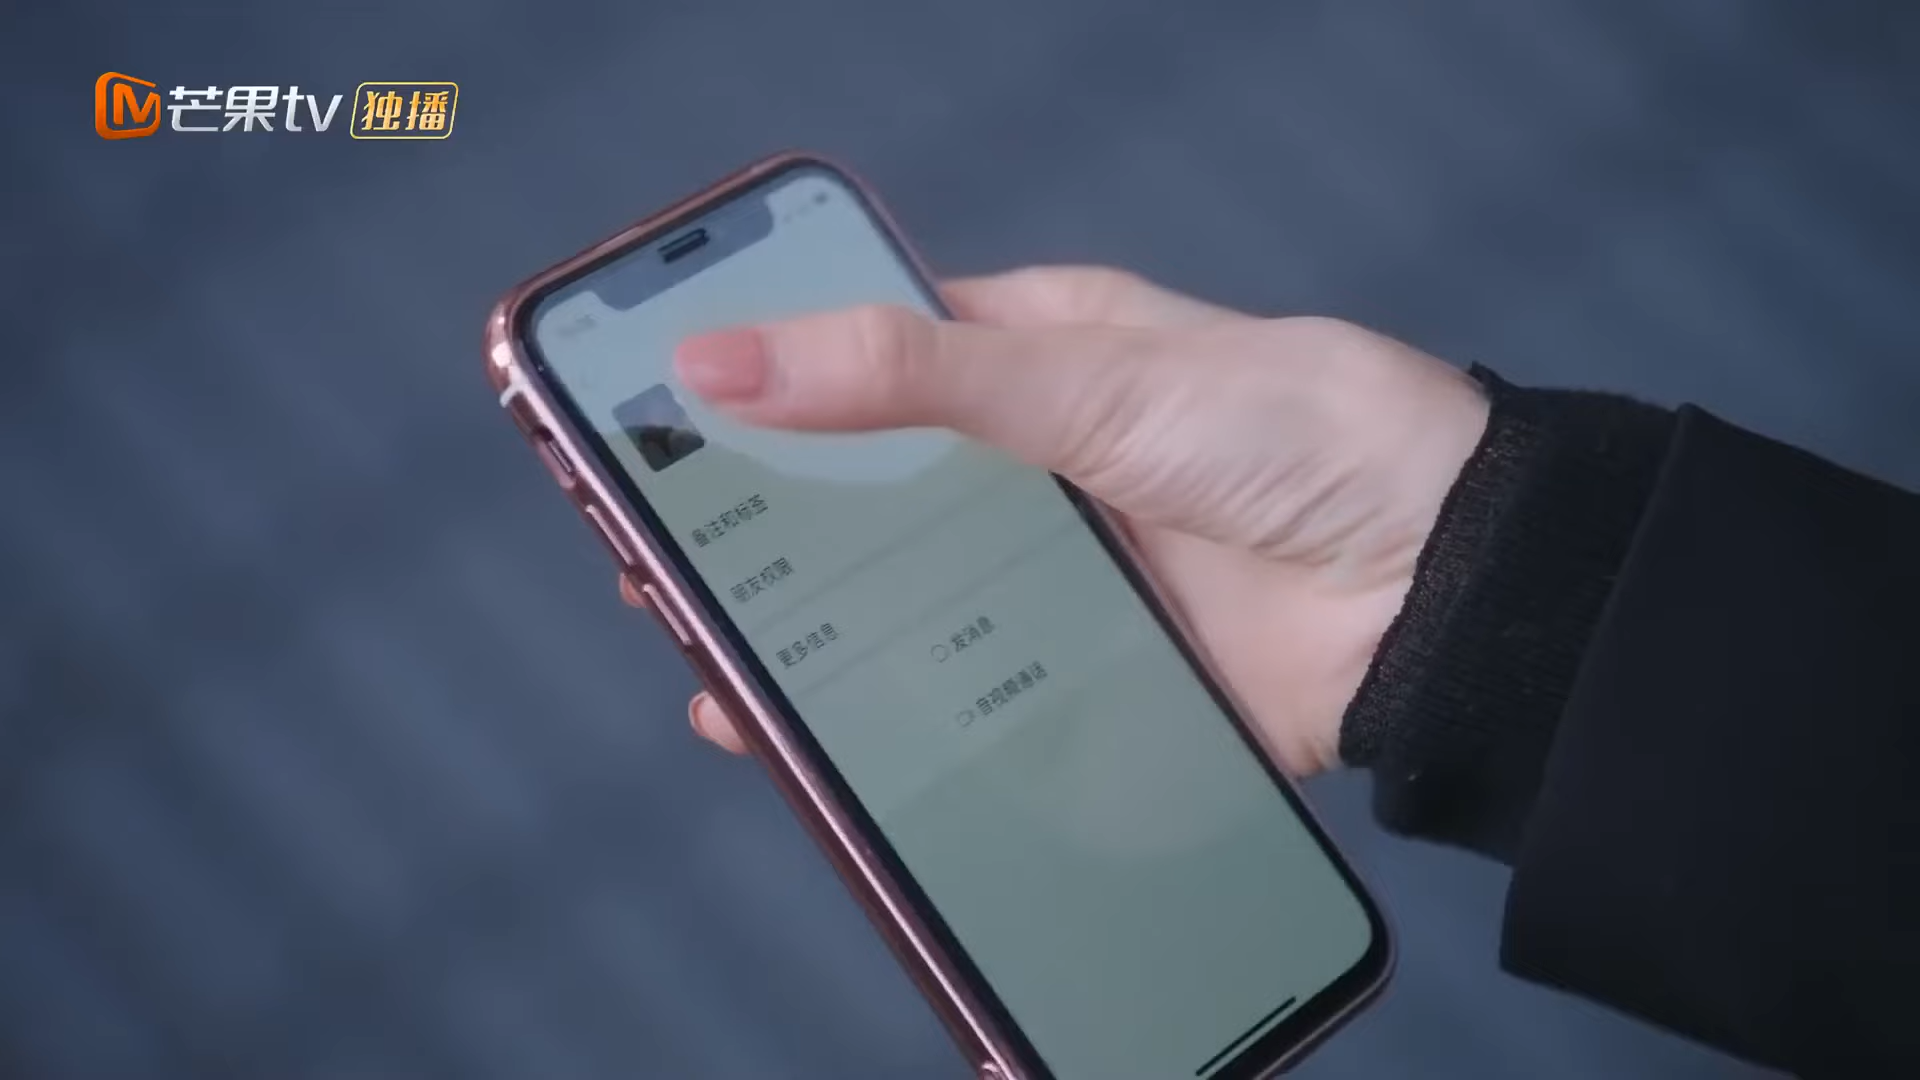 芒果tv 独播
备注和标签
朋友权限
更多信息
发消息
音视频通话